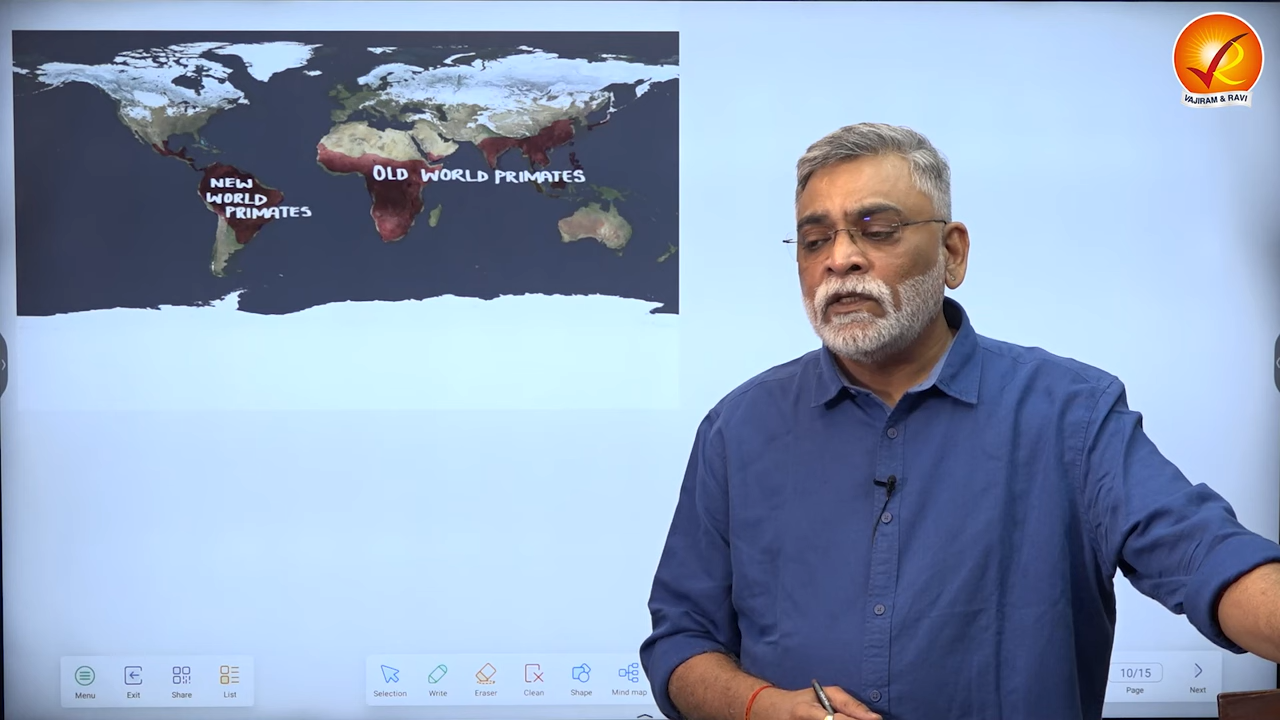 NEW
WORLD
PRIMATES
OLD WORLD PRIMATES
VAJIRAM & RAVI
Menu
Exit
Share
List
Selection
Write
Eraser
Clean
Shape
Mind map
10/15
Page
Next